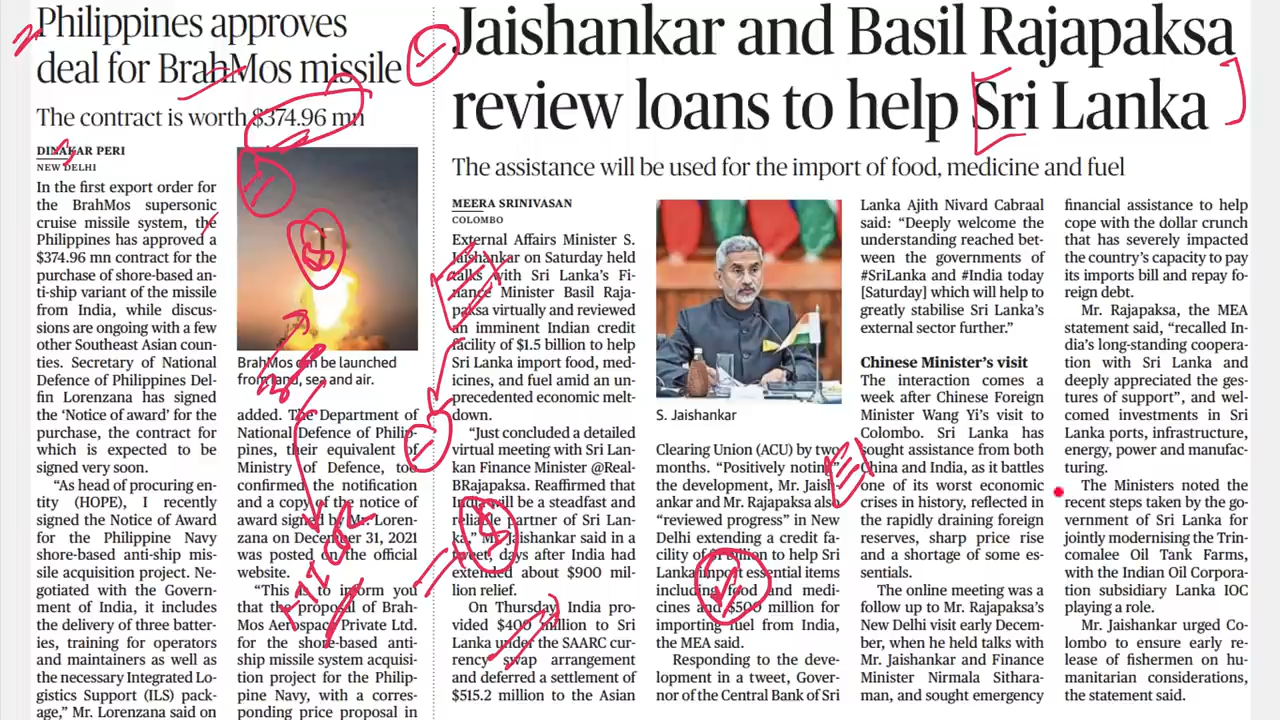 Philippines approves
deal for BrahMos missile
The contract is worth $374.96 mn
DINAKAR PERI
NEW DELHI
In the first export order for
the BrahMos supersonic
cruise missile system, the
Philippines has approved a
$374.96 mn contract for the
purchase of shore-based an-
ti-ship variant of the missile
from India, while discus-
sions are ongoing with a few
other Southeast Asian coun-
ties. Secretary of National
Defence of Philippines Del-
fin Lorenzana has signed
the ‘Notice of award’ for the
purchase, the contract for
which is expected to be
signed very soon.
“As head of procuring en-
tity (HOPE), I recently
signed the Notice of Award
for the Philippine Navy
shore-based anti-ship mis-
sile acquisition project. Ne-
gotiated with the Govern-
ment of India, it includes
the delivery of three batte-
ries, training for operators
and maintainers as well as
the necessary Integrated Lo-
gistics Support (ILS) pack-
age,” Mr. Lorenzana said on
BrahMos can be launched
from land, sea and air.
added. The Department of
National Defence of Philip-
pines, their equivalent of
Ministry of Defence, too
confirmed the notification
and a copy of the notice of
award signed by Mr. Loren-
zana on December 31, 2021
was posted on the official
website.
“This is to inform you
that the proposal of Brah-
Mos Aerospace Private Ltd.
for the shore-based anti-
ship missile system acquisi-
tion project for the Philip-
pine Navy, with a corres-
ponding price proposal in
Jaishankar and Basil Rajapaksa
review loans to help Sri Lanka
The assistance will be used for the import of food, medicine and fuel
MEERA SRINIVASAN
COLOMBO
External Affairs Minister S.
Jaishankar on Saturday held
talks with Sri Lanka’s Fi-
nance Minister Basil Raja-
paksa virtually and reviewed
an imminent Indian credit
facility of $1.5 billion to help
Sri Lanka import food, med-
icines, and fuel amid an un-
precedented economic melt-
down.
“Just concluded a detailed
virtual meeting with Sri Lan-
kan Finance Minister @Real-
BRajapaksa. Reaffirmed that
India will be a steadfast and
reliable partner of Sri Lan-
ka,” Mr. Jaishankar said in a
tweet, days after India had
extended about $900 mil-
lion relief.
On Thursday, India pro-
vided $400 million to Sri
Lanka under the SAARC cur-
rency swap arrangement
and deferred a settlement of
$515.2 million to the Asian
S. Jaishankar
Clearing Union (ACU) by two
months. “Positively noting”
the development, Mr. Jaish-
ankar and Mr. Rajapaksa also
“reviewed progress” in New
Delhi extending a credit fa-
cility of $1 billion to help Sri
Lanka import essential items
including food and medi-
cines and $500 million for
importing fuel from India,
the MEA said.
Responding to the deve-
lopment in a tweet, Gover-
nor of the Central Bank of Sri
Lanka Ajith Nivard Cabraal
said: “Deeply welcome the
understanding reached bet-
ween the governments of
#SriLanka and #India today
[Saturday] which will help to
greatly stabilise Sri Lanka’s
external sector further.”
Chinese Minister’s visit
The interaction comes a
week after Chinese Foreign
Minister Wang Yi’s visit to
Colombo. Sri Lanka has
sought assistance from both
China and India, as it battles
one of its worst economic
crises in history, reflected in
the rapidly draining foreign
reserves, sharp price rise
and a shortage of some es-
sentials.
The online meeting was a
follow up to Mr. Rajapaksa’s
New Delhi visit early Decem-
ber, when he held talks with
Mr. Jaishankar and Finance
Minister Nirmala Sithara-
man, and sought emergency
financial assistance to help
cope with the dollar crunch
that has severely impacted
the country’s capacity to pay
its imports bill and repay fo-
reign debt.
Mr. Rajapaksa, the MEA
statement said, “recalled In-
dia’s long-standing coopera-
tion with Sri Lanka and
deeply appreciated the ges-
tures of support”, and wel-
comed investments in Sri
Lanka ports, infrastructure,
energy, power and manufac-
turing.
The Ministers noted the
recent steps taken by the go-
vernment of Sri Lanka for
jointly modernising the Trin-
comalee Oil Tank Farms,
with the Indian Oil Corpora-
tion subsidiary Lanka IOC
playing a role.
Mr. Jaishankar urged Co-
lombo to ensure early re-
lease of fishermen on hu-
manitarian considerations,
the statement said.